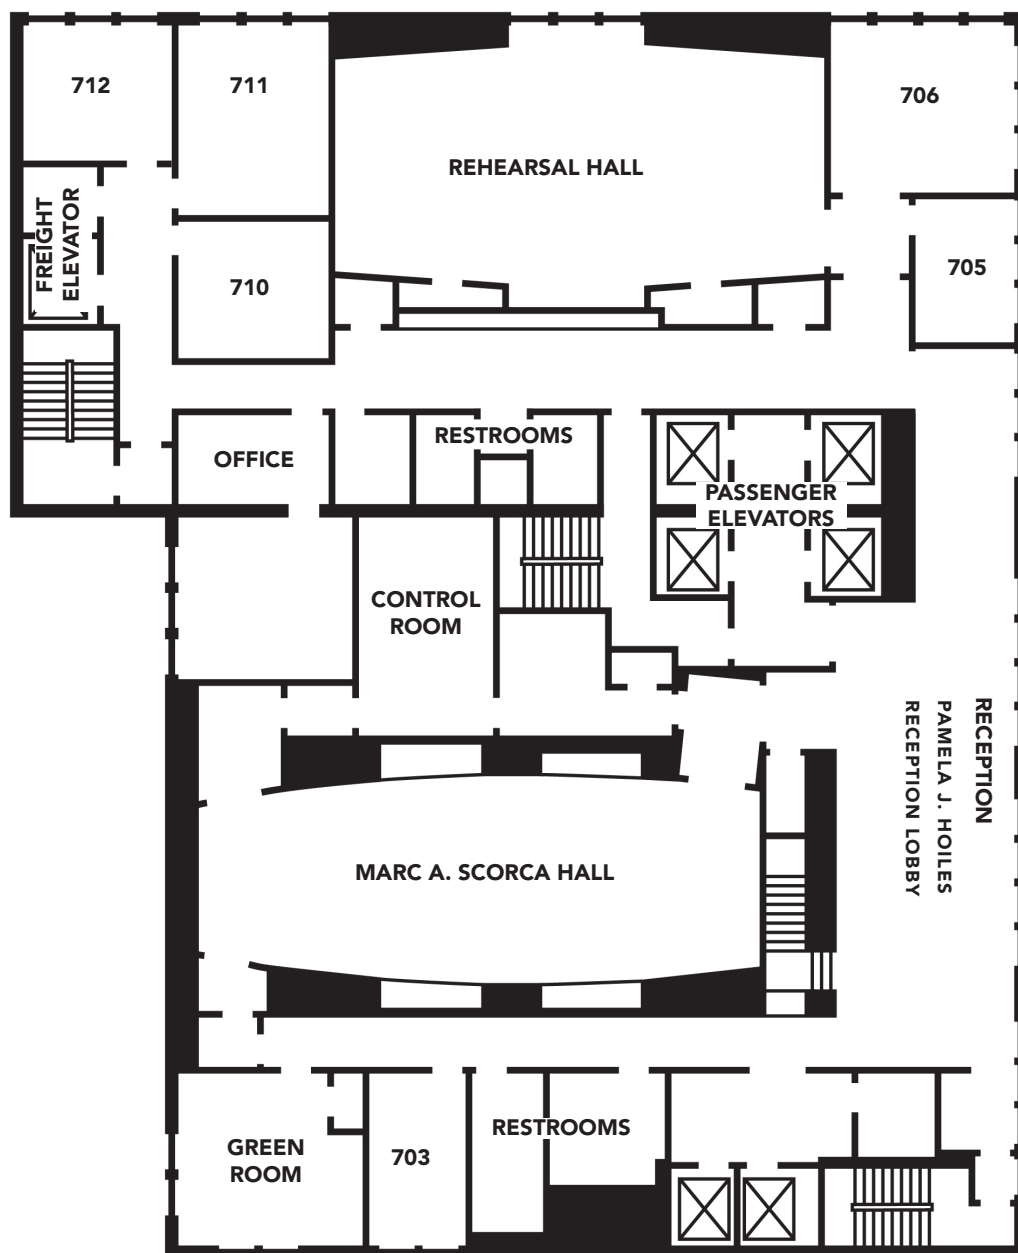 712
711
706
REHEARSAL HALL
FREIGHT
ELEVATOR
710
705
OFFICE
RESTROOMS
PASSENGER
ELEVATORS
CONTROL
ROOM
RECEPTION
PAMELA J. HOILES
RECEPTION LOBBY
MARC A. SCORCA HALL
GREEN
ROOM
703
RESTROOMS